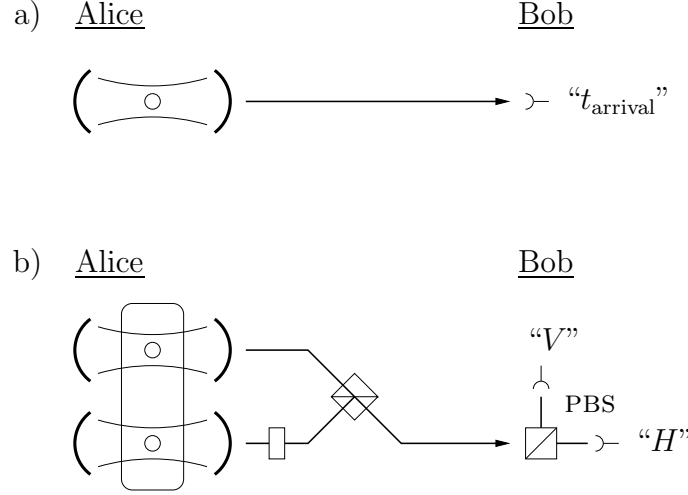 a) Alice Bob
“t_arrival”
b) Alice Bob
“V”
PBS
“H”